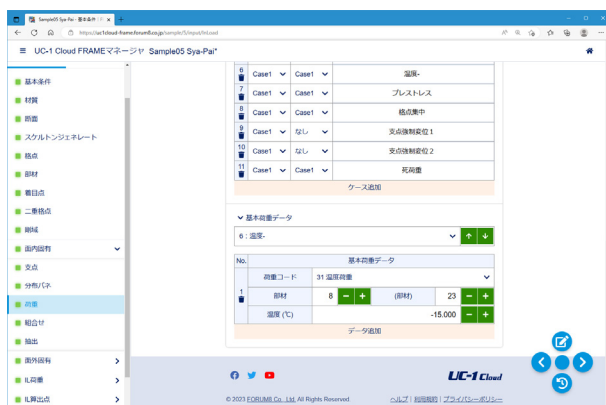 Sample05 Sya-Pai - 基本条件
https://uc1cloud-frame.forum8.co.jp/sample/5/input/InLoad
UC-1 Cloud FRAMEマネージャ Sample05 Sya-Pai*
基本条件
材質
断面
スケルトンジェネレート
格点
部材
着目点
二重格点
剛域
面内固有
支点
分布バネ
荷重
組合せ
抽出
面外固有
IL荷重
IL算出点
6 Case1 Case1 温度-
7 Case1 Case1 プレストレス
8 Case1 Case1 格点集中
9 Case1 なし 支点強制変位1
10 Case1 なし 支点強制変位2
11 Case1 Case1 死荷重
ケース追加
基本荷重データ
6 : 温度-
No. 基本荷重データ
1
荷重コード 31 温度荷重
部材 8 - + (部材) 23 - +
温度 (℃) -15.000 - +
データ追加
UC-1 Cloud
© 2023 FORUM8 Co., Ltd. All Rights Reserved. ヘルプ | 利用規約 | プライバシーポリシー